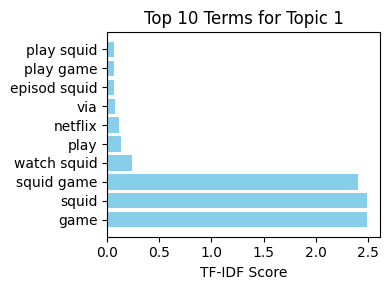 Top 10 Terms for Topic 1
play squid
play game
episod squid
via
netflix
play
watch squid
squid game
squid
game
0.0 0.5 1.0 1.5 2.0 2.5
TF-IDF Score